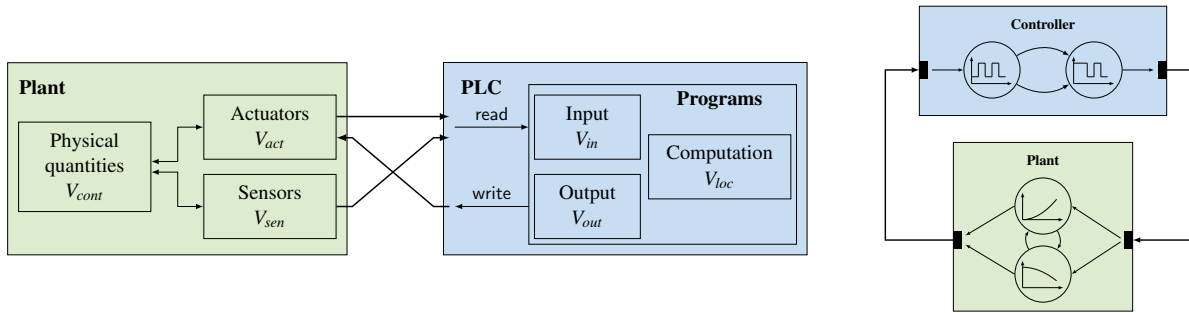 Plant
Physical
quantities
V_cont
Actuators
V_act
Sensors
V_sen
PLC
read
write
Programs
Input
V_in
Output
V_out
Computation
V_loc
Controller
Plant